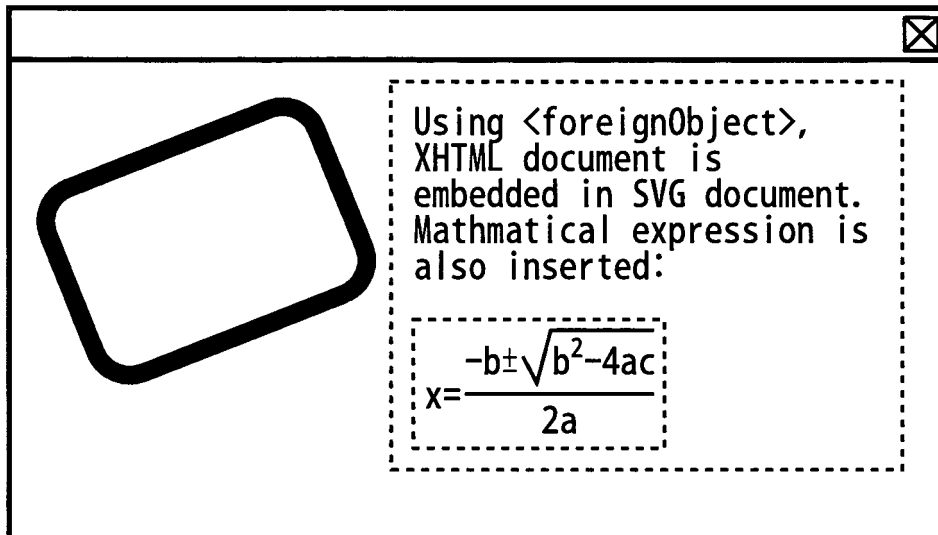 Using <foreignObject>,
XHTML document is
embedded in SVG document.
Mathmatical expression is
also inserted:
x=(-b±√(b²-4ac))/(2a)